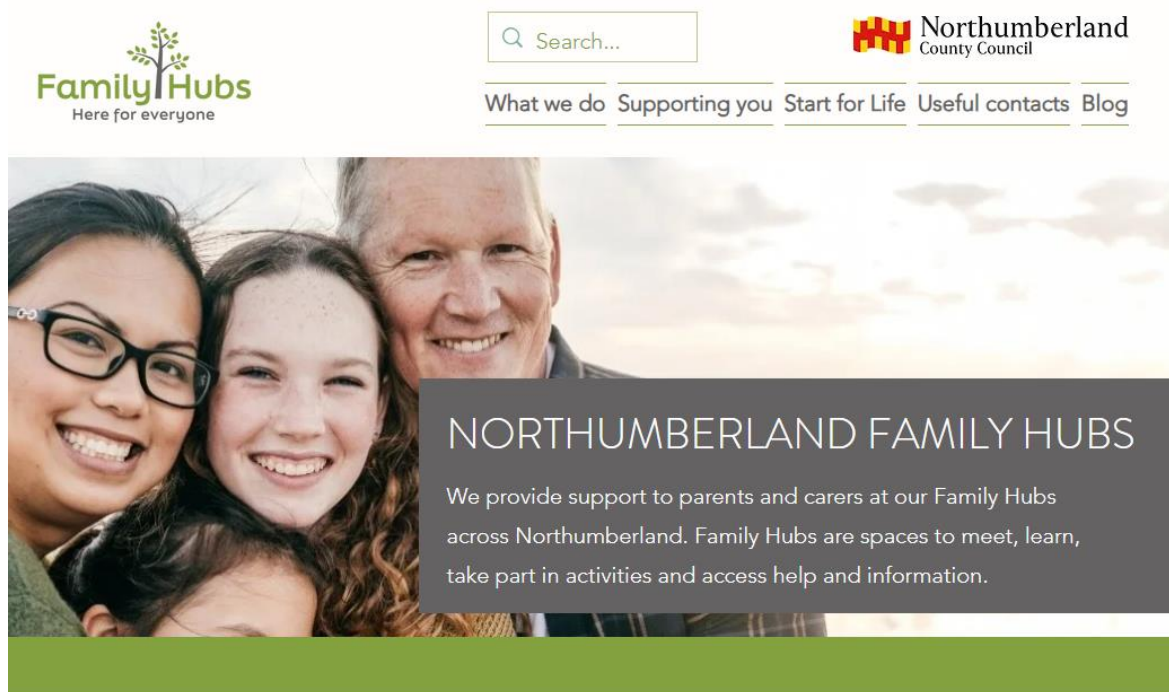 Search...
Northumberland
County Council
Family Hubs
Here for everyone
What we do Supporting you Start for Life Useful contacts Blog
NORTHUMBERLAND FAMILY HUBS
We provide support to parents and carers at our Family Hubs
across Northumberland. Family Hubs are spaces to meet, learn,
take part in activities and access help and information.